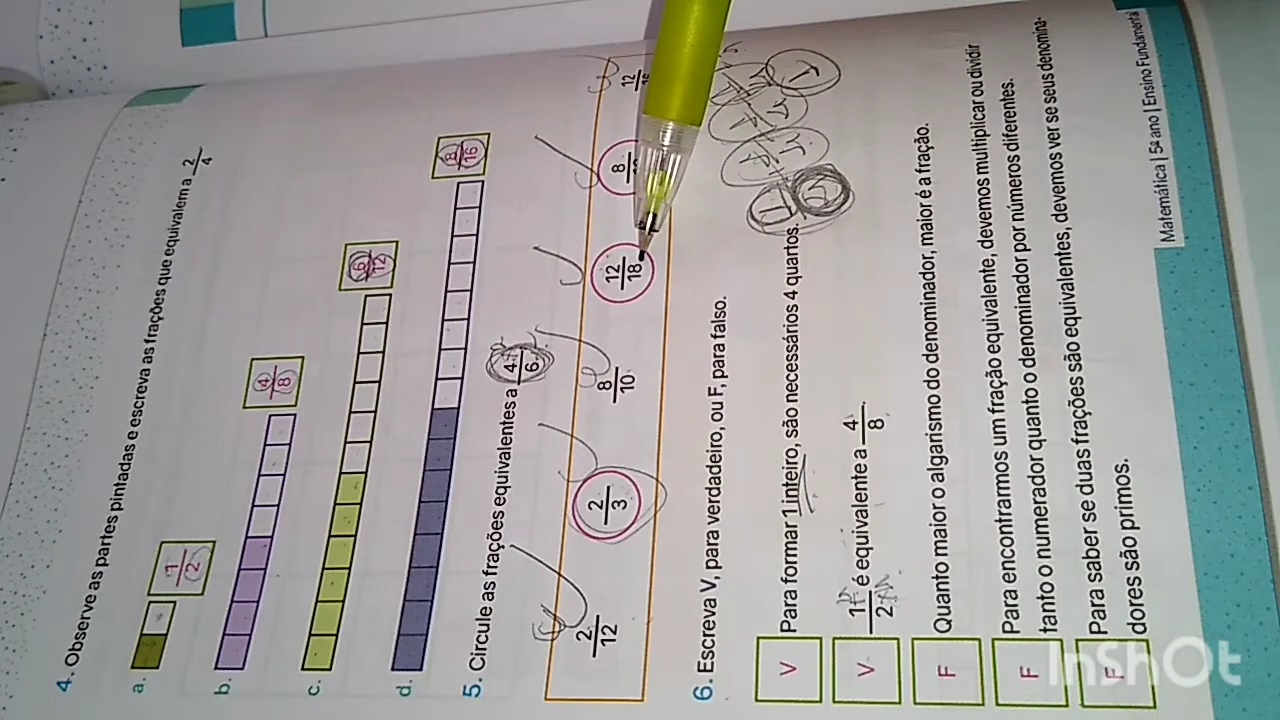 4. Observe as partes pintadas e escreva as frações que equivalem a 2/4
a. 1/2
b. 4/8
c. 6/12
d. 8/16
5. Circule as frações equivalentes a 4/6.
2/12 2/3 8/10 12/18 8 12
6. Escreva V, para verdadeiro, ou F, para falso.
V Para formar 1 inteiro, são necessários 4 quartos.
V 1/2 é equivalente a 4/8.
F Quanto maior o algarismo do denominador, maior é a fração.
F Para encontrarmos um fração equivalente, devemos multiplicar ou dividir
tanto o numerador quanto o denominador por números diferentes.
F Para saber se duas frações são equivalentes, devemos ver se seus denomina-
dores são primos.
Matemática | 5º ano | Ensino Fundamental
InShOt